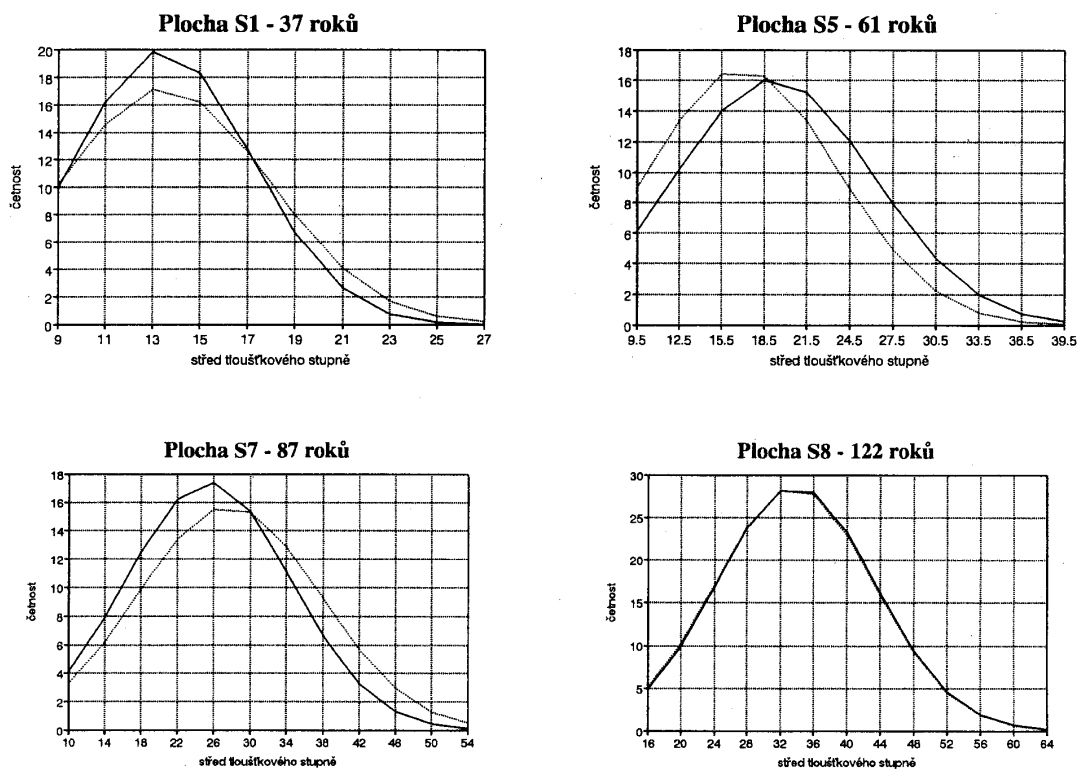 Plocha S1 - 37 roků
20
18
16
14
12
10
8
6
4
2
0
četnost
9 11 13 15 17 19 21 23 25 27
střed tloušťkového stupně
Plocha S5 - 61 roků
18
16
14
12
10
8
6
4
2
0
četnost
9.5 12.5 15.5 18.5 21.5 24.5 27.5 30.5 33.5 36.5 39.5
střed tloušťkového stupně
Plocha S7 - 87 roků
18
16
14
12
10
8
6
4
2
0
četnost
10 14 18 22 26 30 34 38 42 46 50 54
střed tloušťkového stupně
Plocha S8 - 122 roků
30
25
20
15
10
5
0
četnost
16 20 24 28 32 36 40 44 48 52 56 60 64
střed tloušťkového stupně